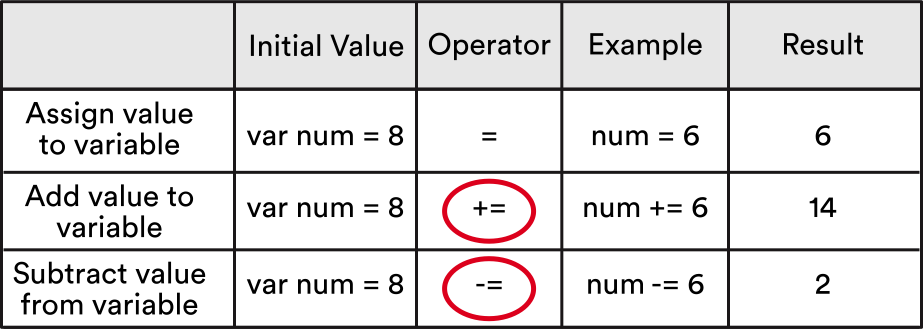 Initial Value Operator Example Result
Assign value
to variable
var num = 8 = num = 6 6
Add value to
variable
var num = 8 += num += 6 14
Subtract value
from variable
var num = 8 -= num -= 6 2